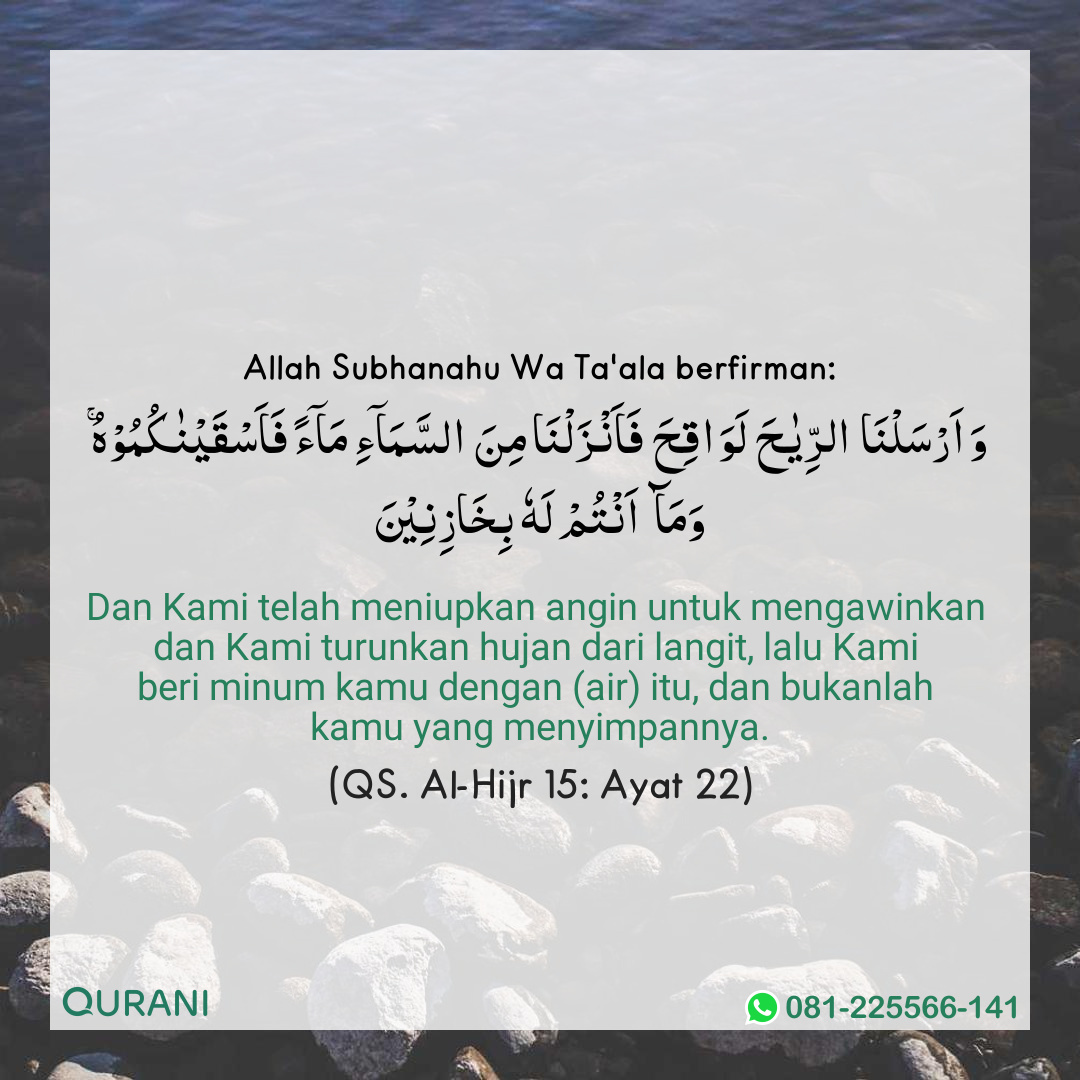 Allah Subhanahu Wa Ta'ala berfirman:
وَاَرْسَلْنَا الرِّيٰحَ لَوَاقِحَ فَاَنْزَلْنَا مِنَ السَّمَآءِ مَآءً فَاَسْقَيْنٰكُمُوْهُۚ
وَمَآ اَنْتُمْ لَهٗ بِخَازِنِيْنَ
Dan Kami telah meniupkan angin untuk mengawinkan
dan Kami turunkan hujan dari langit, lalu Kami
beri minum kamu dengan (air) itu, dan bukanlah
kamu yang menyimpannya.
(QS. Al-Hijr 15: Ayat 22)
QURANI
081-225566-141